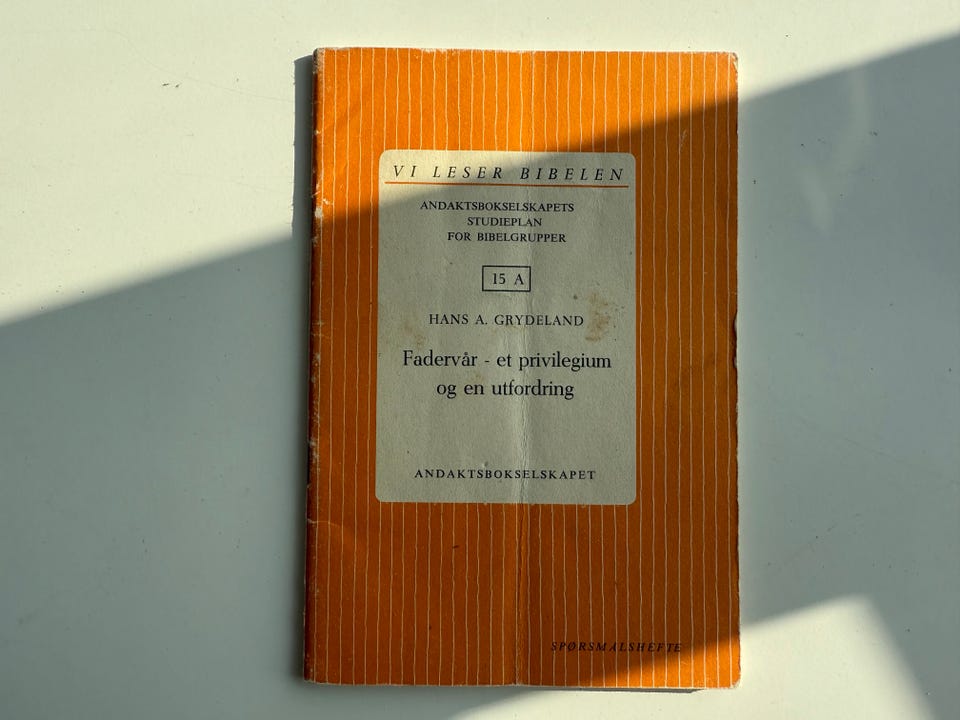 VI LESER BIBELEN
ANDAKTSBOKSELSKAPETS
STUDIEPLAN
FOR BIBELGRUPPER
15 A
HANS A. GRYDELAND
Fadervår - et privilegium
og en utfordring
ANDAKTSBOKSELSKAPET
SPØRSMÅLSHEFTE